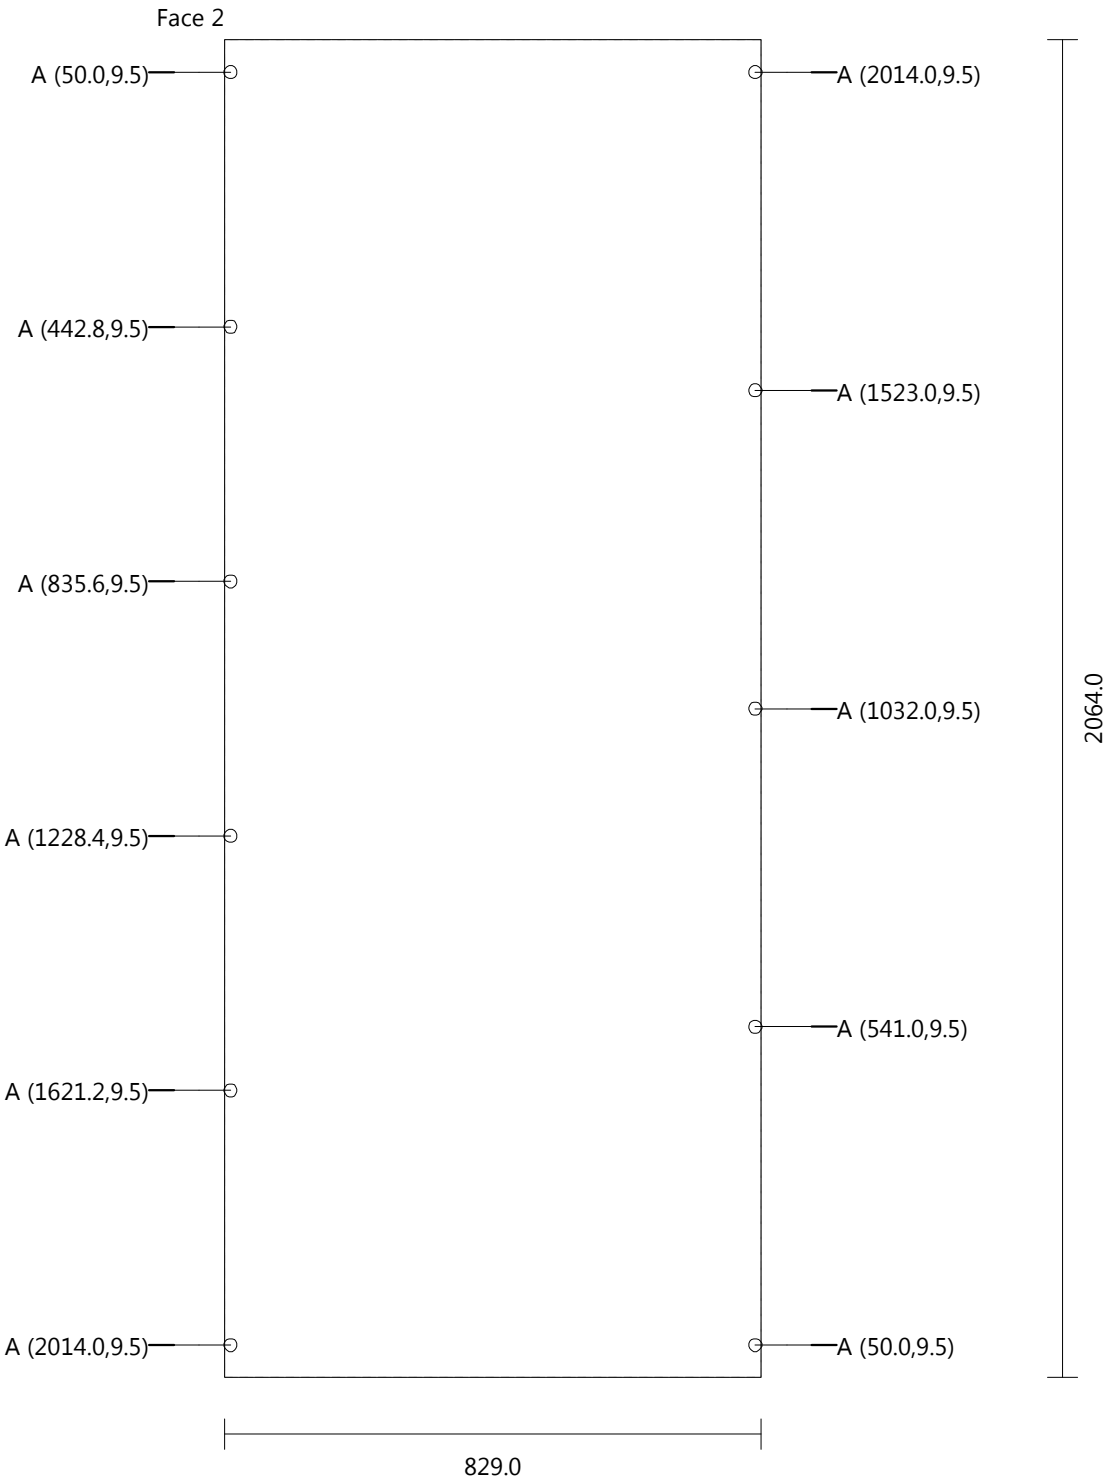 Face 2
A (50.0,9.5)
A (2014.0,9.5)
A (442.8,9.5)
A (1523.0,9.5)
A (835.6,9.5)
A (1032.0,9.5)
2064.0
A (1228.4,9.5)
A (541.0,9.5)
A (1621.2,9.5)
A (2014.0,9.5)
A (50.0,9.5)
829.0